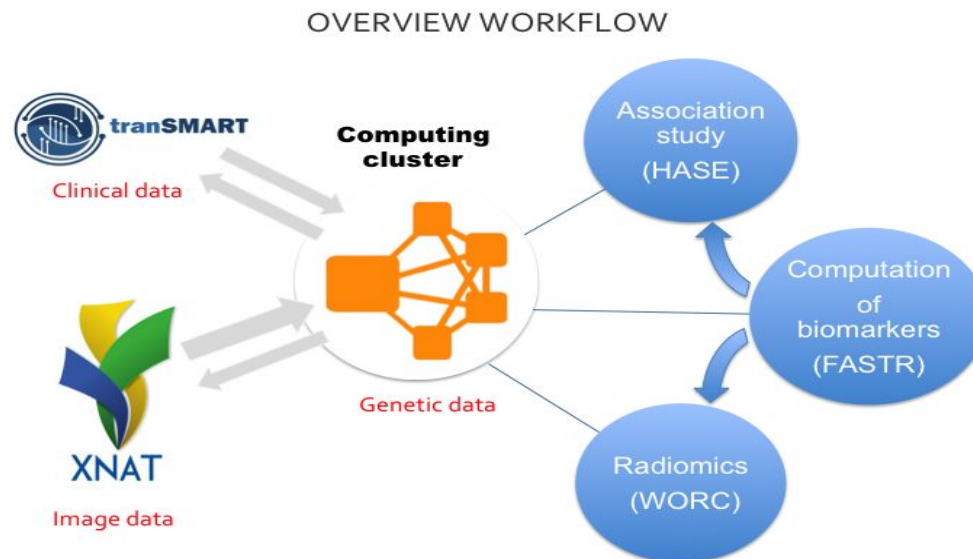 OVERVIEW WORKFLOW
tranSMART
Clinical data
Computing
cluster
Genetic data
XNAT
Image data
Association
study
(HASE)
Computation
of
biomarkers
(FASTR)
Radiomics
(WORC)